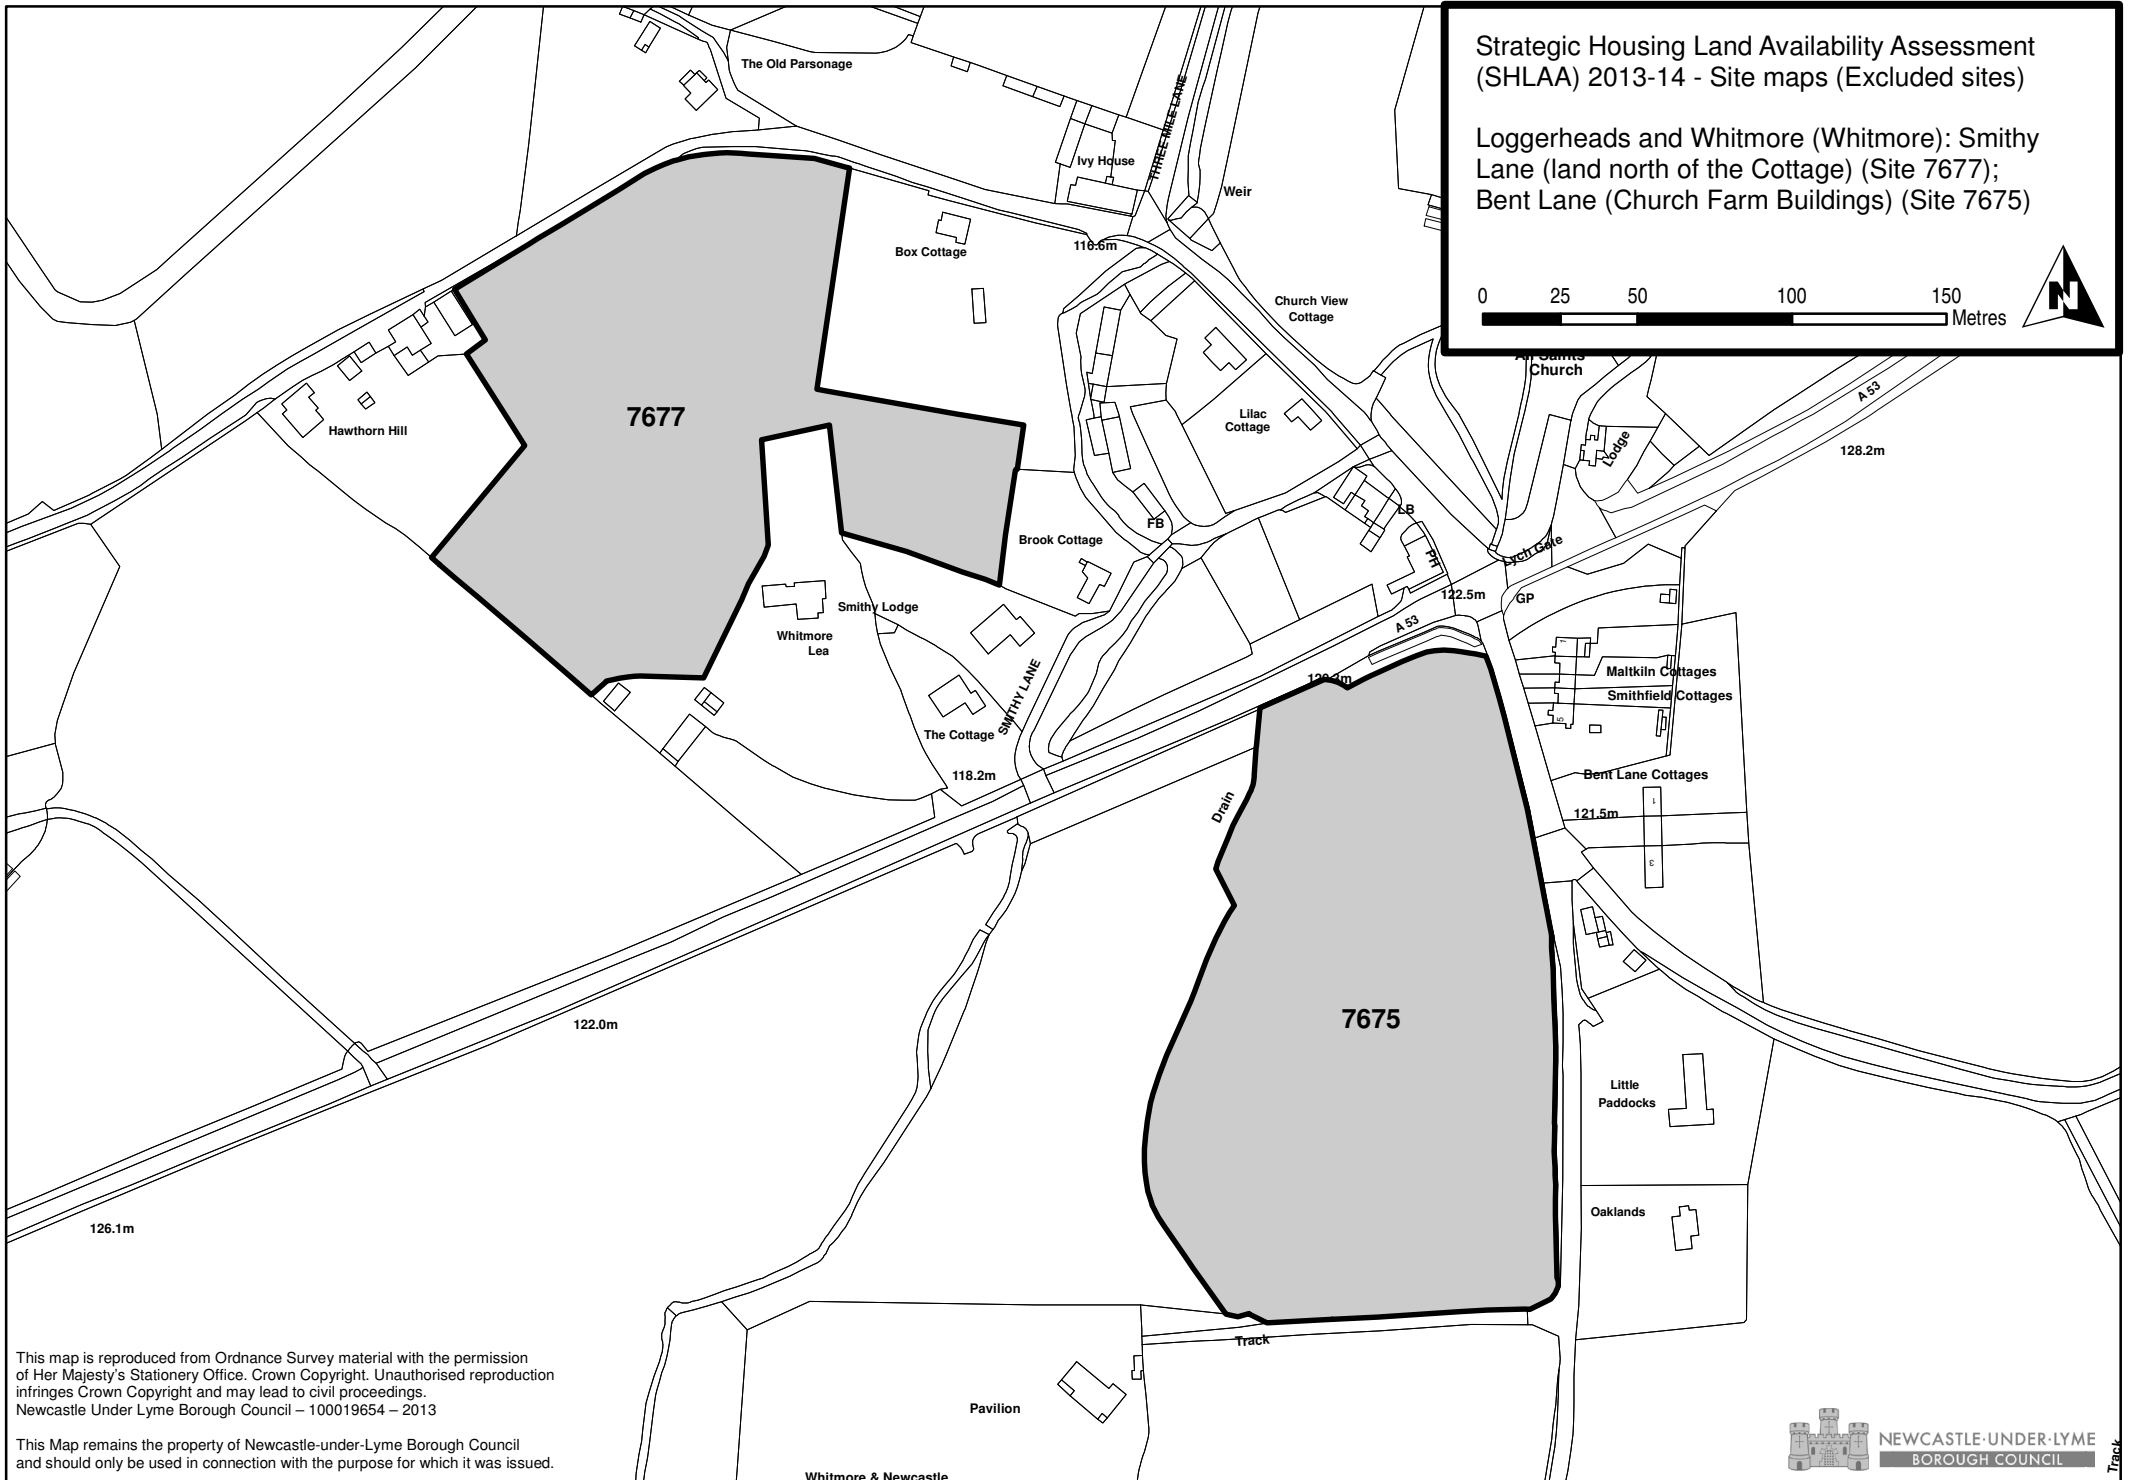 Strategic Housing Land Availability Assessment
(SHLAA) 2013-14 - Site maps (Excluded sites)
Loggerheads and Whitmore (Whitmore): Smithy
Lane (land north of the Cottage) (Site 7677);
Bent Lane (Church Farm Buildings) (Site 7675)
0 25 50 100 150
Metres
N
The Old Parsonage
THREE MILE LANE
Ivy House
Weir
116.6m
Box Cottage
Church View
Cottage
All Saints
Church
A 53
7677
Hawthorn Hill
Lilac
Cottage
Lodge
128.2m
LB
FB
Brook Cottage
PH
Lych Gate
122.5m
GP
Smithy Lodge
Whitmore
Lea
A 53
1
Maltkiln Cottages
Smithfield Cottages
5
SMITHY LANE
The Cottage
118.2m
Bent Lane Cottages
1
121.5m
3
Drain
7675
122.0m
Little
Paddocks
126.1m
Oaklands
Track
Pavilion
Whitmore & Newcastle
Track
This map is reproduced from Ordnance Survey material with the permission
of Her Majesty's Stationery Office. Crown Copyright. Unauthorised reproduction
infringes Crown Copyright and may lead to civil proceedings.
Newcastle Under Lyme Borough Council – 100019654 – 2013
This Map remains the property of Newcastle-under-Lyme Borough Council
and should only be used in connection with the purpose for which it was issued.
NEWCASTLE·UNDER·LYME
BOROUGH COUNCIL